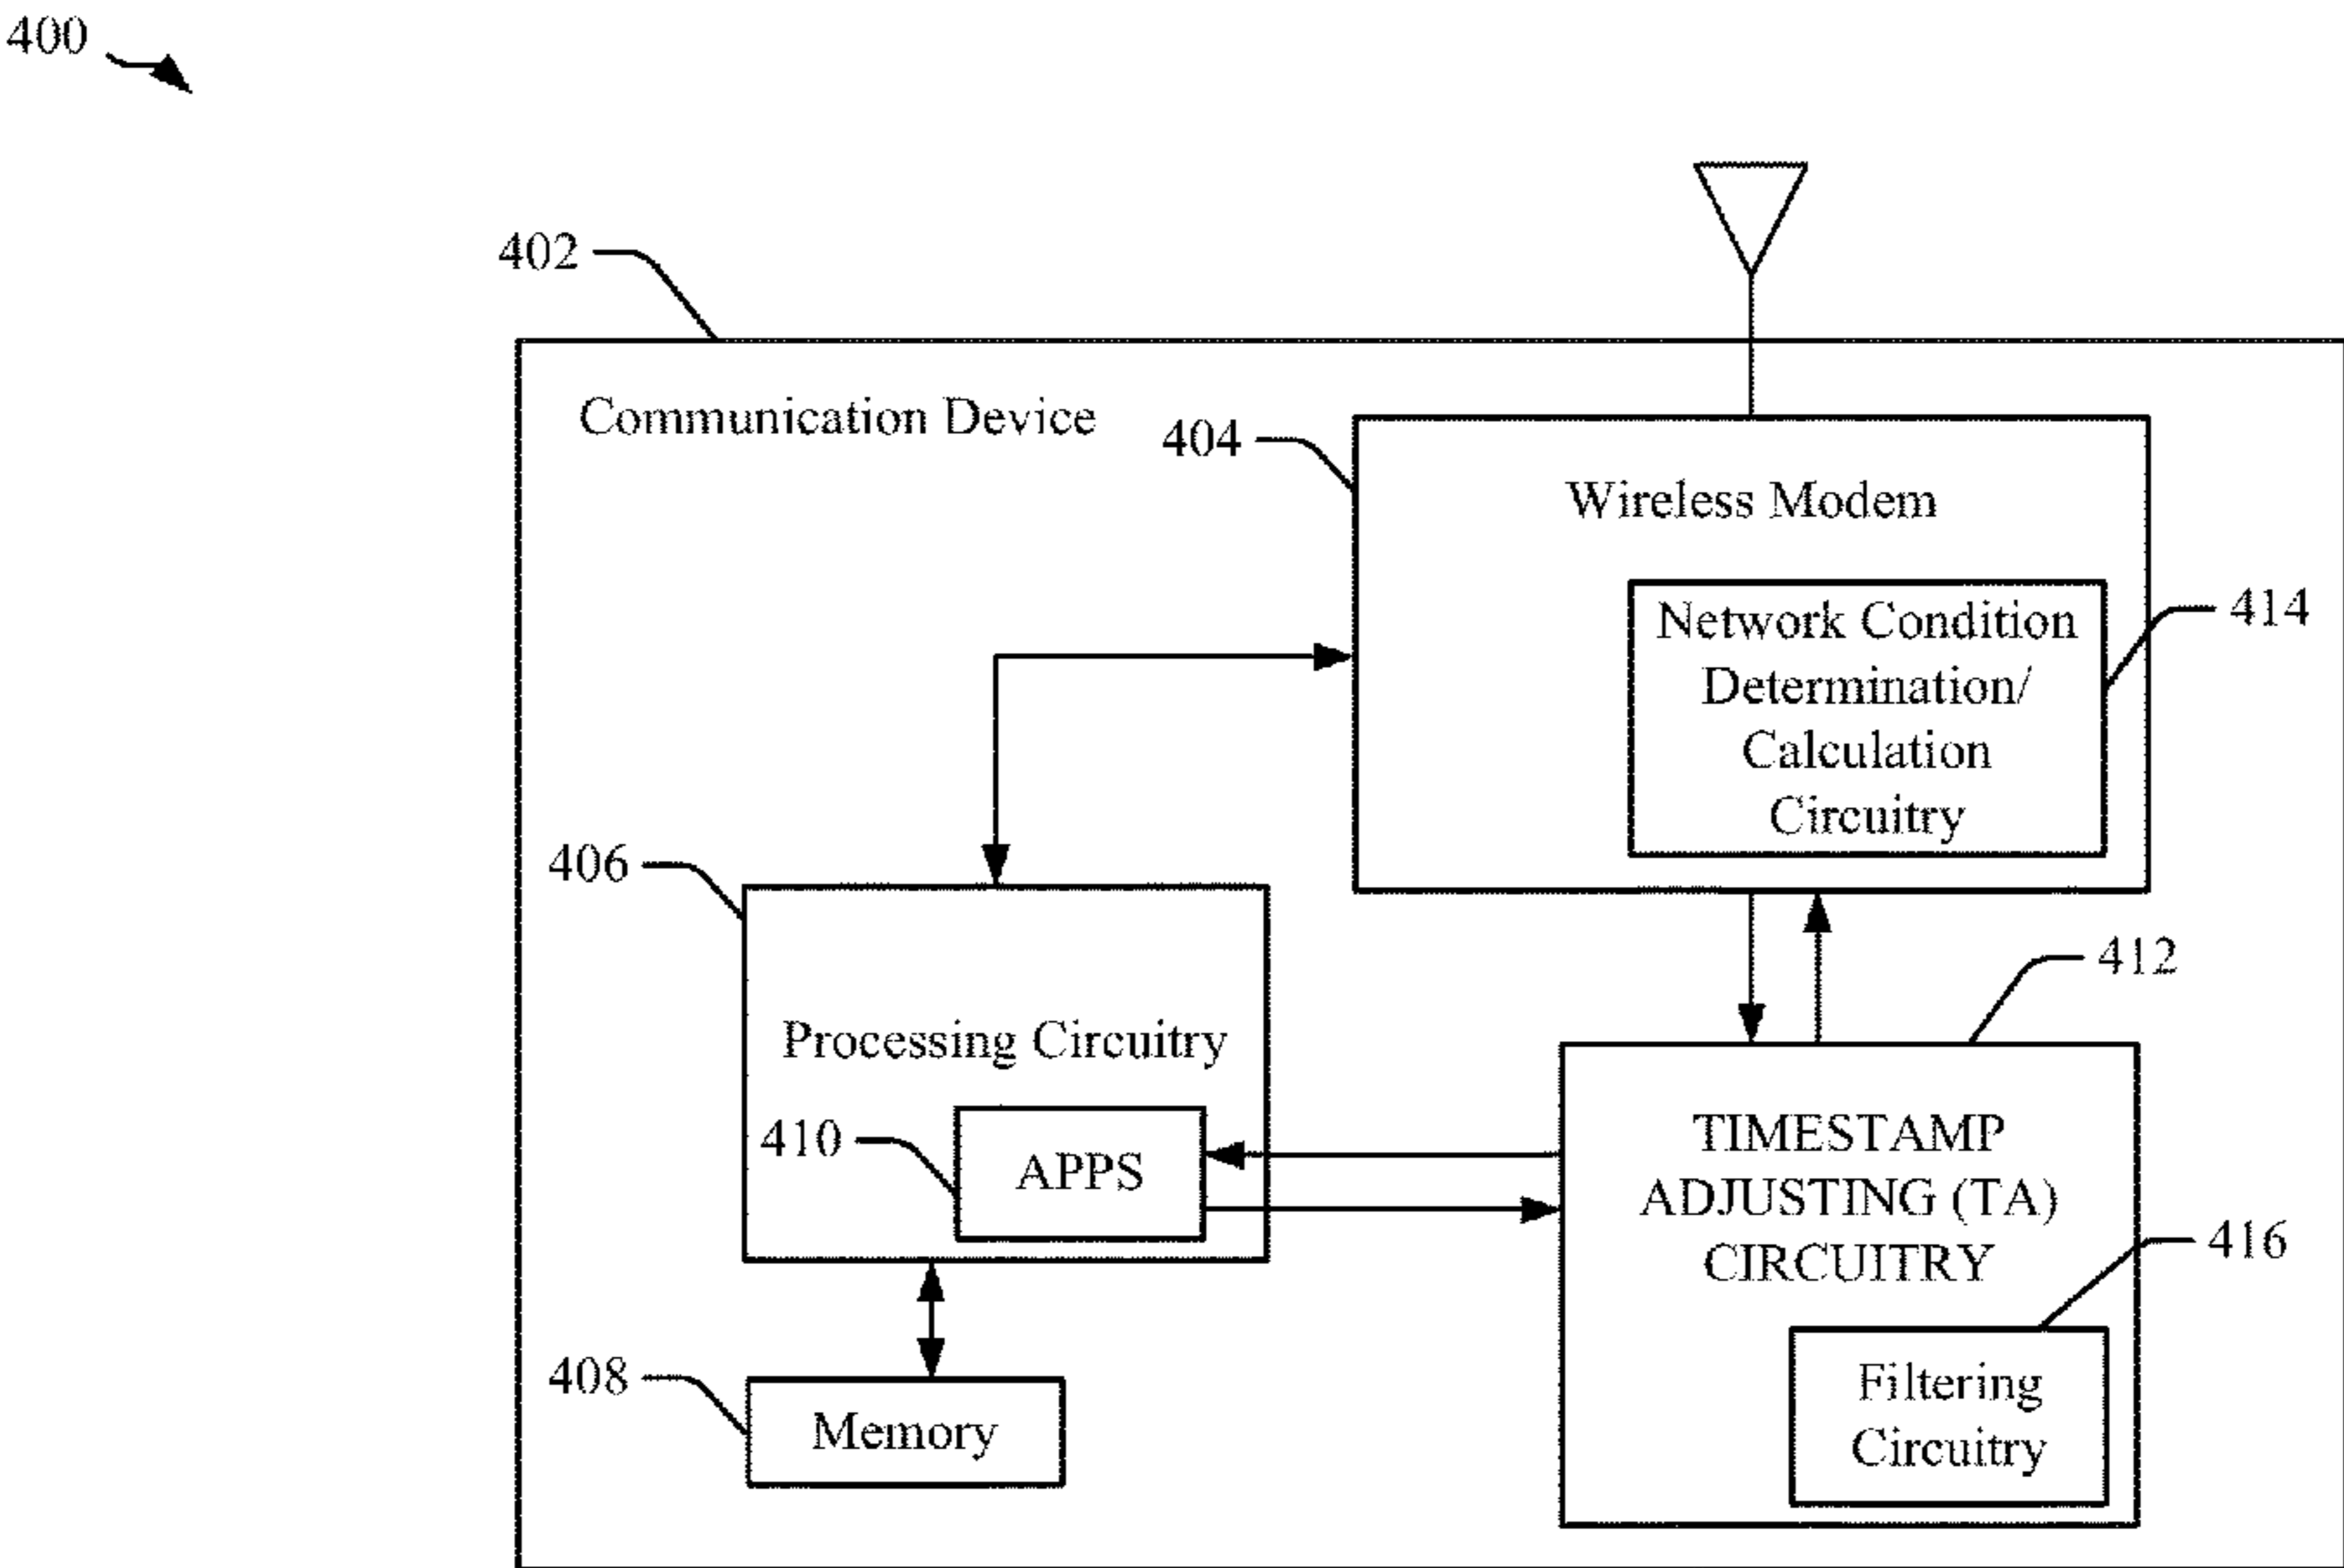 400
402
Communication Device
404
Wireless Modem
Network Condition
Determination/
Calculation
Circuitry
414
406
Processing Circuitry
410
APPS
412
TIMESTAMP
ADJUSTING (TA)
CIRCUITRY
416
Filtering
Circuitry
408
Memory